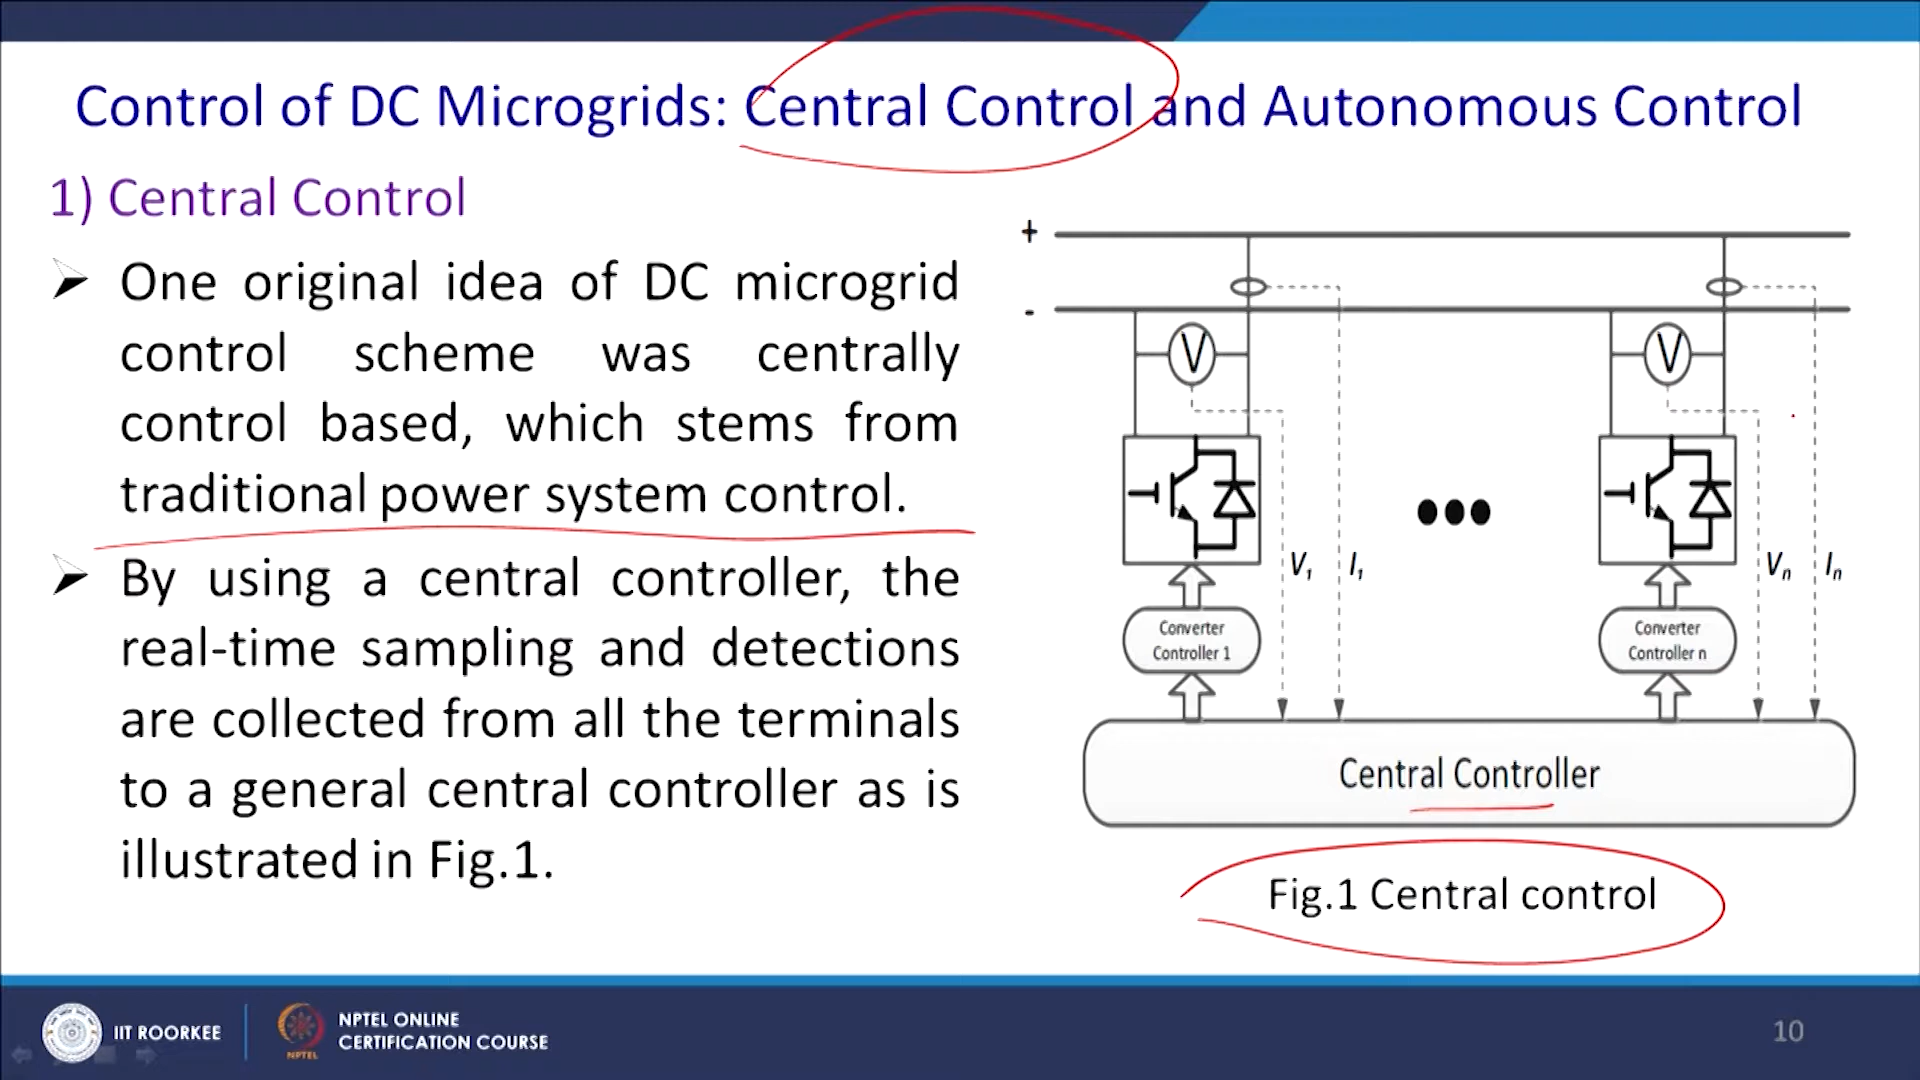 Control of DC Microgrids: Central Control and Autonomous Control
1) Central Control
One original idea of DC microgrid
control scheme was centrally
control based, which stems from
traditional power system control.
By using a central controller, the
real-time sampling and detections
are collected from all the terminals
to a general central controller as is
illustrated in Fig.1.
+
-
V
V
V1
I1
Vn
In
Converter
Controller 1
Converter
Controller n
Central Controller
Fig.1 Central control
IIT ROORKEE
NPTEL
NPTEL ONLINE
CERTIFICATION COURSE
10